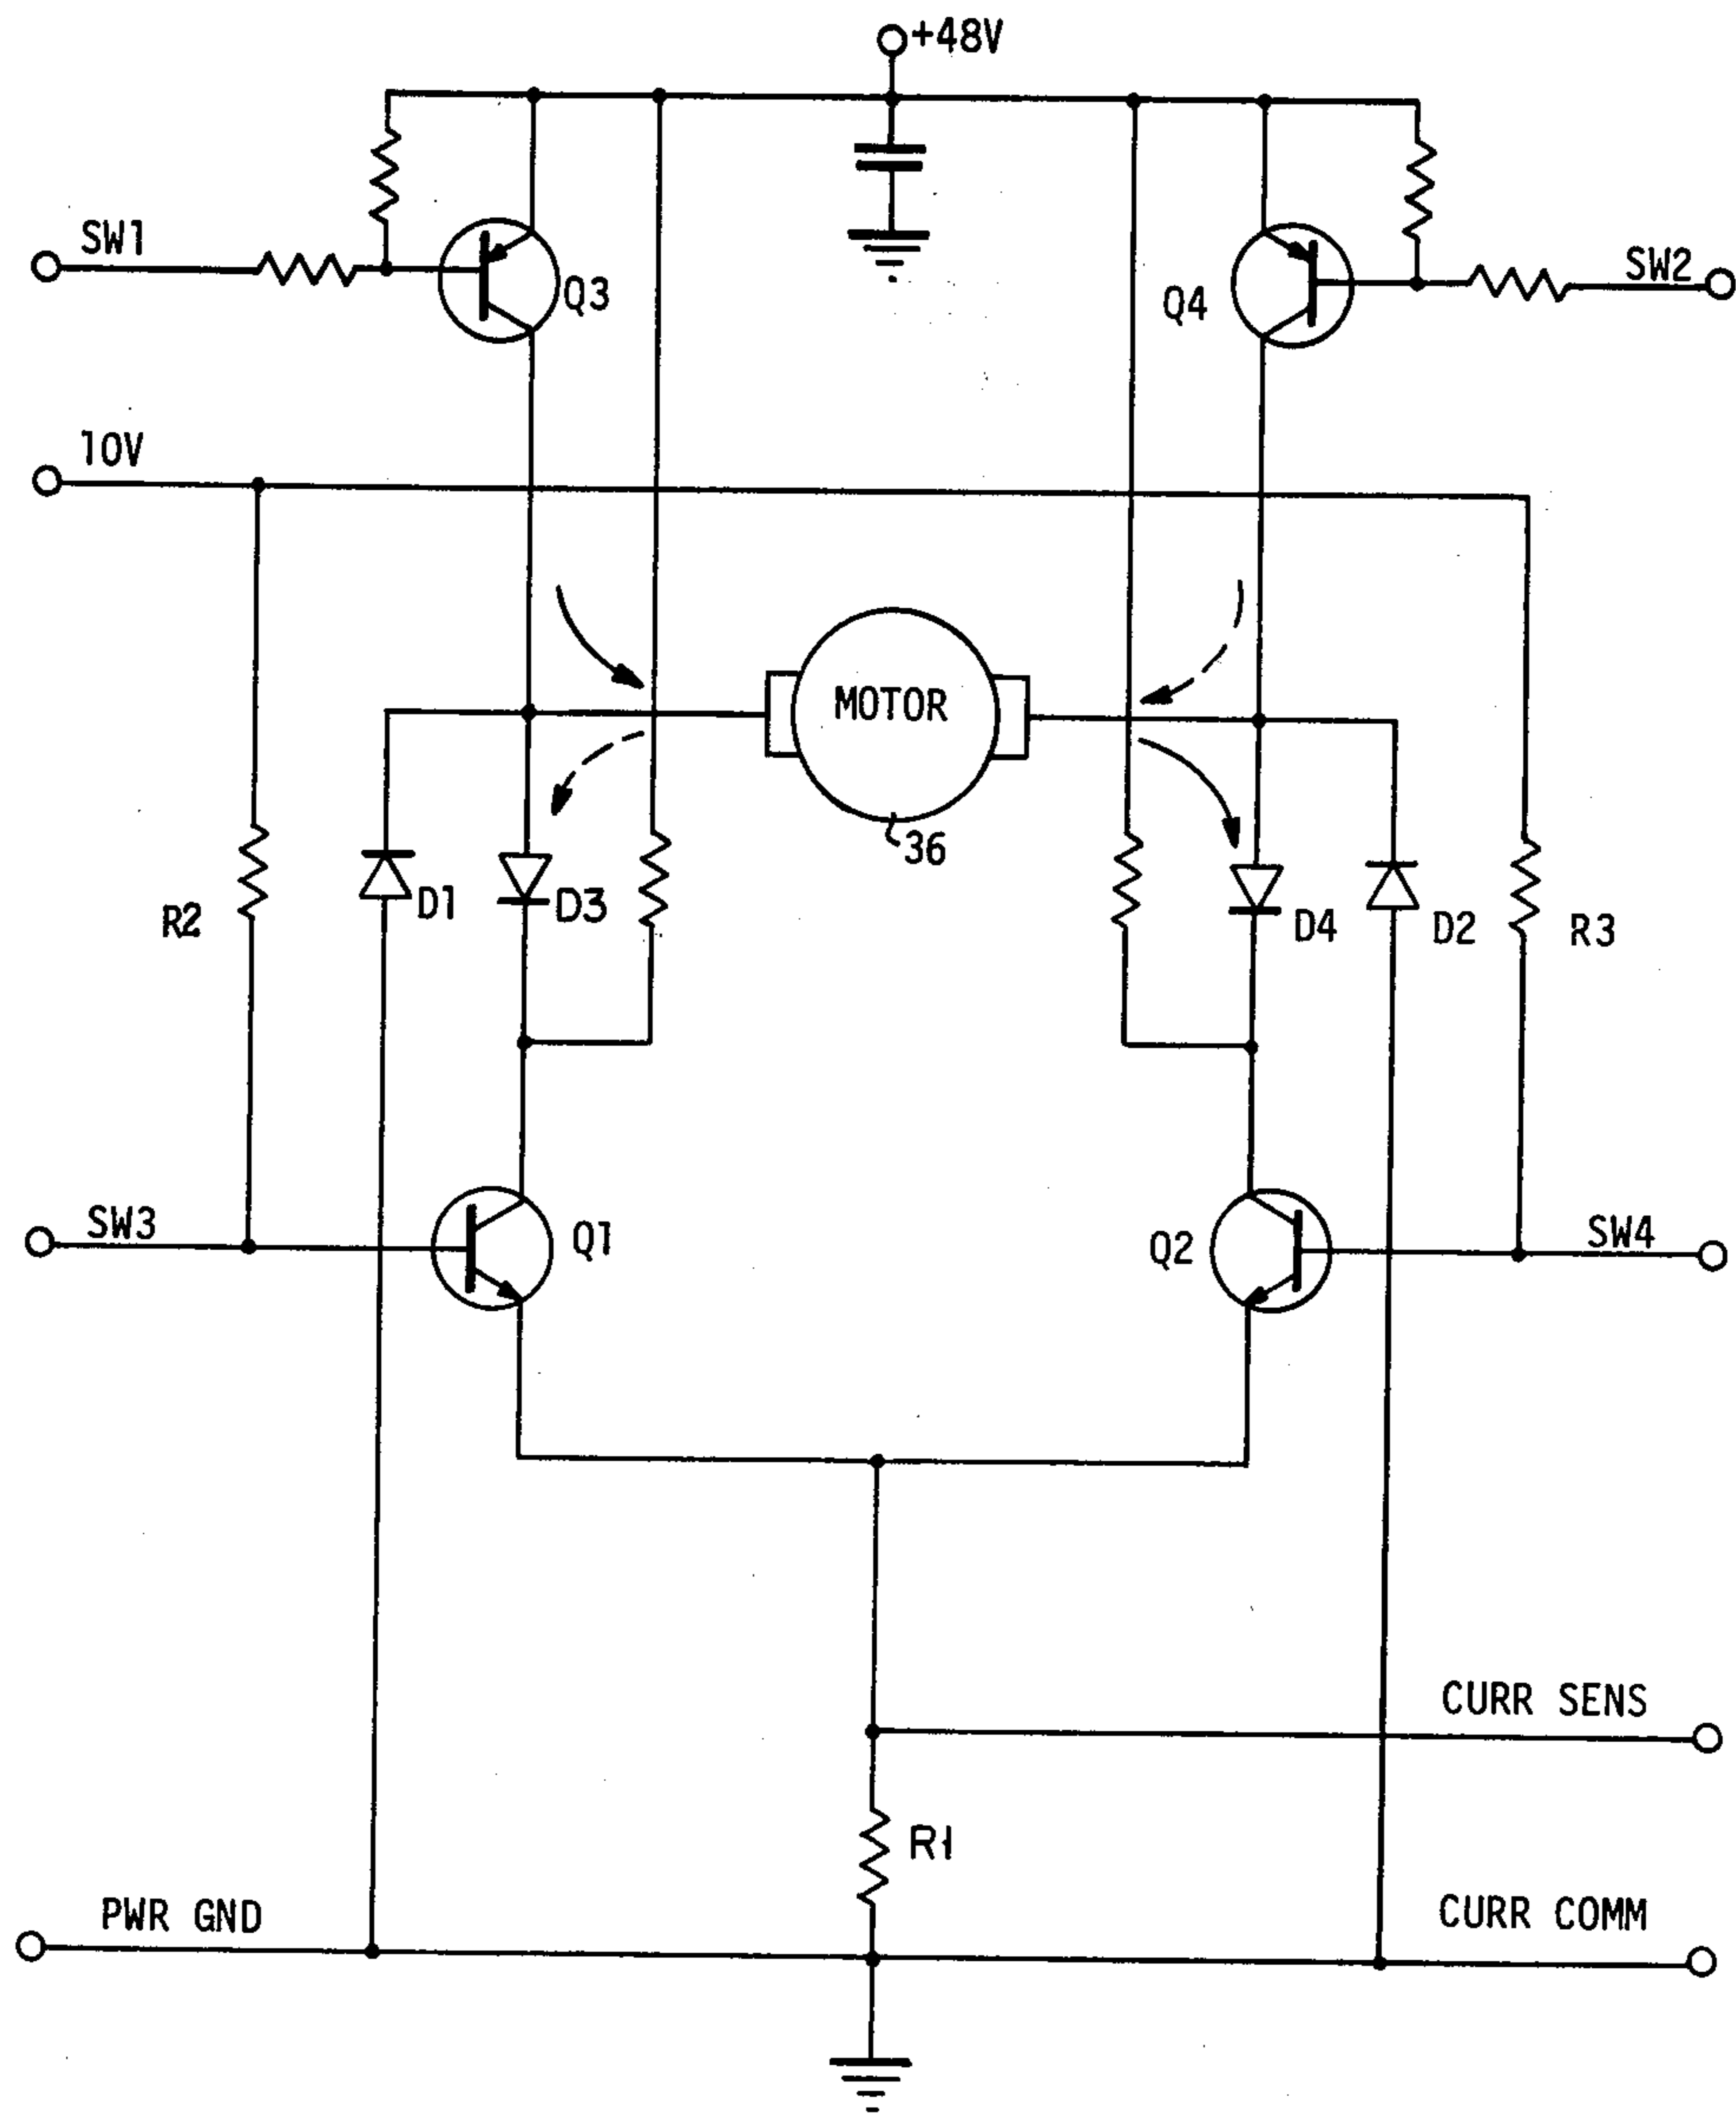 +48V
SW1
Q3
Q4
SW2
10V
MOTOR
36
R2
D1
D3
D4
D2
R3
SW3
Q1
Q2
SW4
CURR SENS
R1
PWR GND
CURR COMM